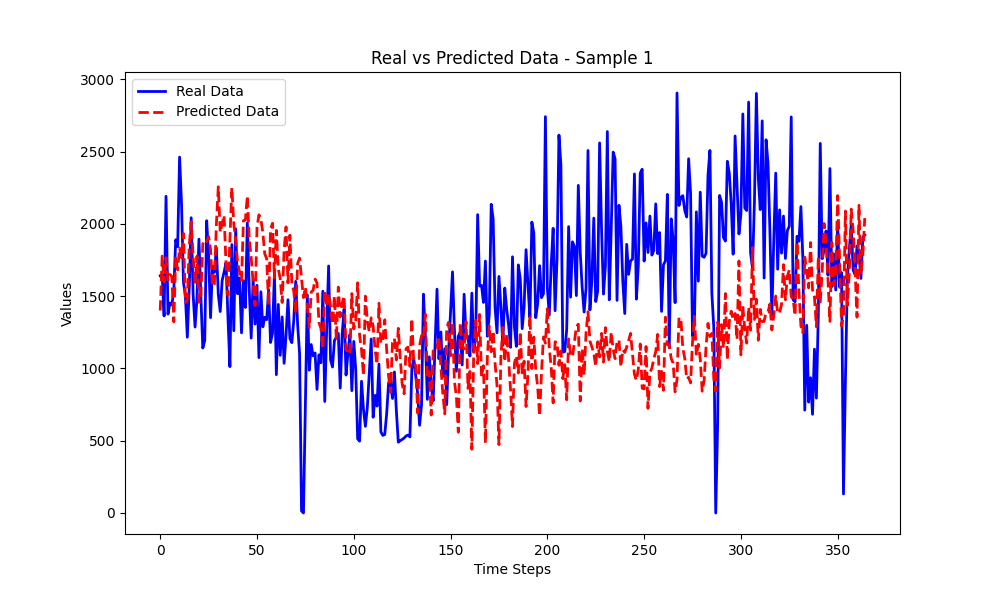 Real vs Predicted Data - Sample 1
Real Data
Predicted Data
Values
3000
2500
2000
1500
1000
500
0
0 50 100 150 200 250 300 350
Time Steps